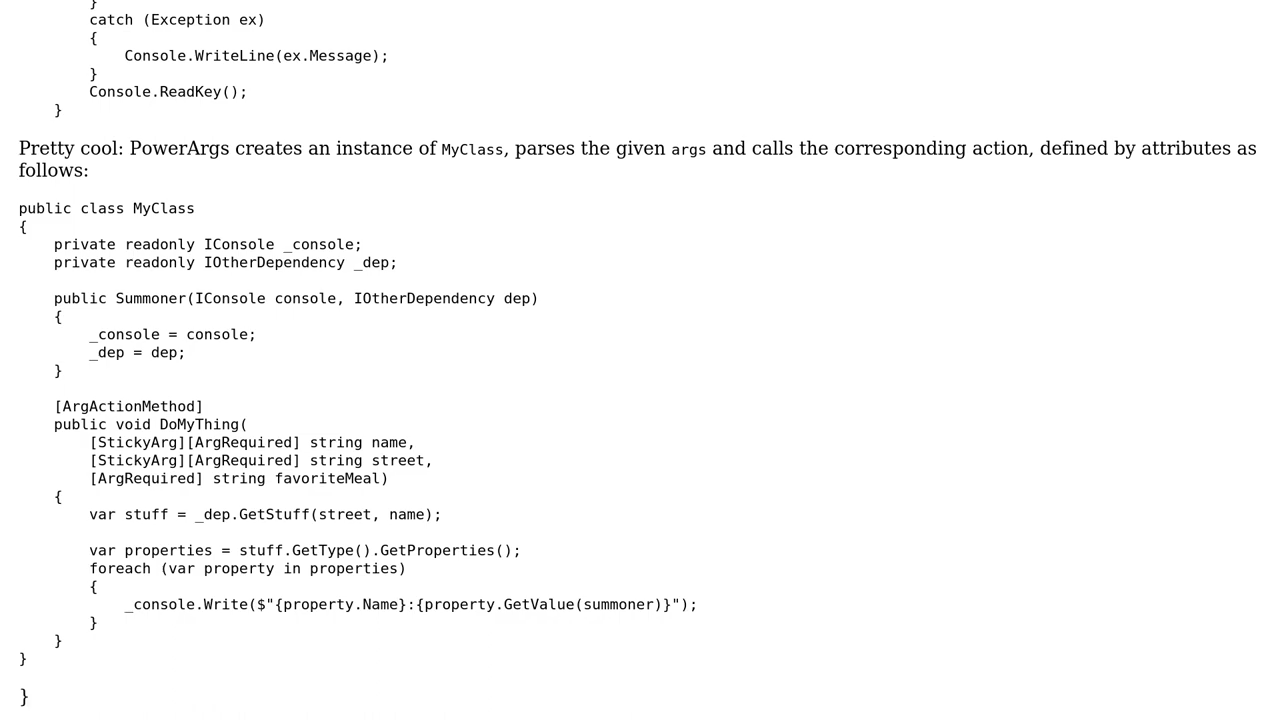 }
        catch (Exception ex)
        {
            Console.WriteLine(ex.Message);
        }
        Console.ReadKey();
    }
Pretty cool: PowerArgs creates an instance of MyClass, parses the given args and calls the corresponding action, defined by attributes as
follows:
public class MyClass
{
    private readonly IConsole _console;
    private readonly IOtherDependency _dep;
    public Summoner(IConsole console, IOtherDependency dep)
    {
        _console = console;
        _dep = dep;
    }
    [ArgActionMethod]
    public void DoMyThing(
        [StickyArg][ArgRequired] string name,
        [StickyArg][ArgRequired] string street,
        [ArgRequired] string favoriteMeal)
    {
        var stuff = _dep.GetStuff(street, name);
        var properties = stuff.GetType().GetProperties();
        foreach (var property in properties)
        {
            _console.Write($"{property.Name}:{property.GetValue(summoner)}");
        }
    }
}
}